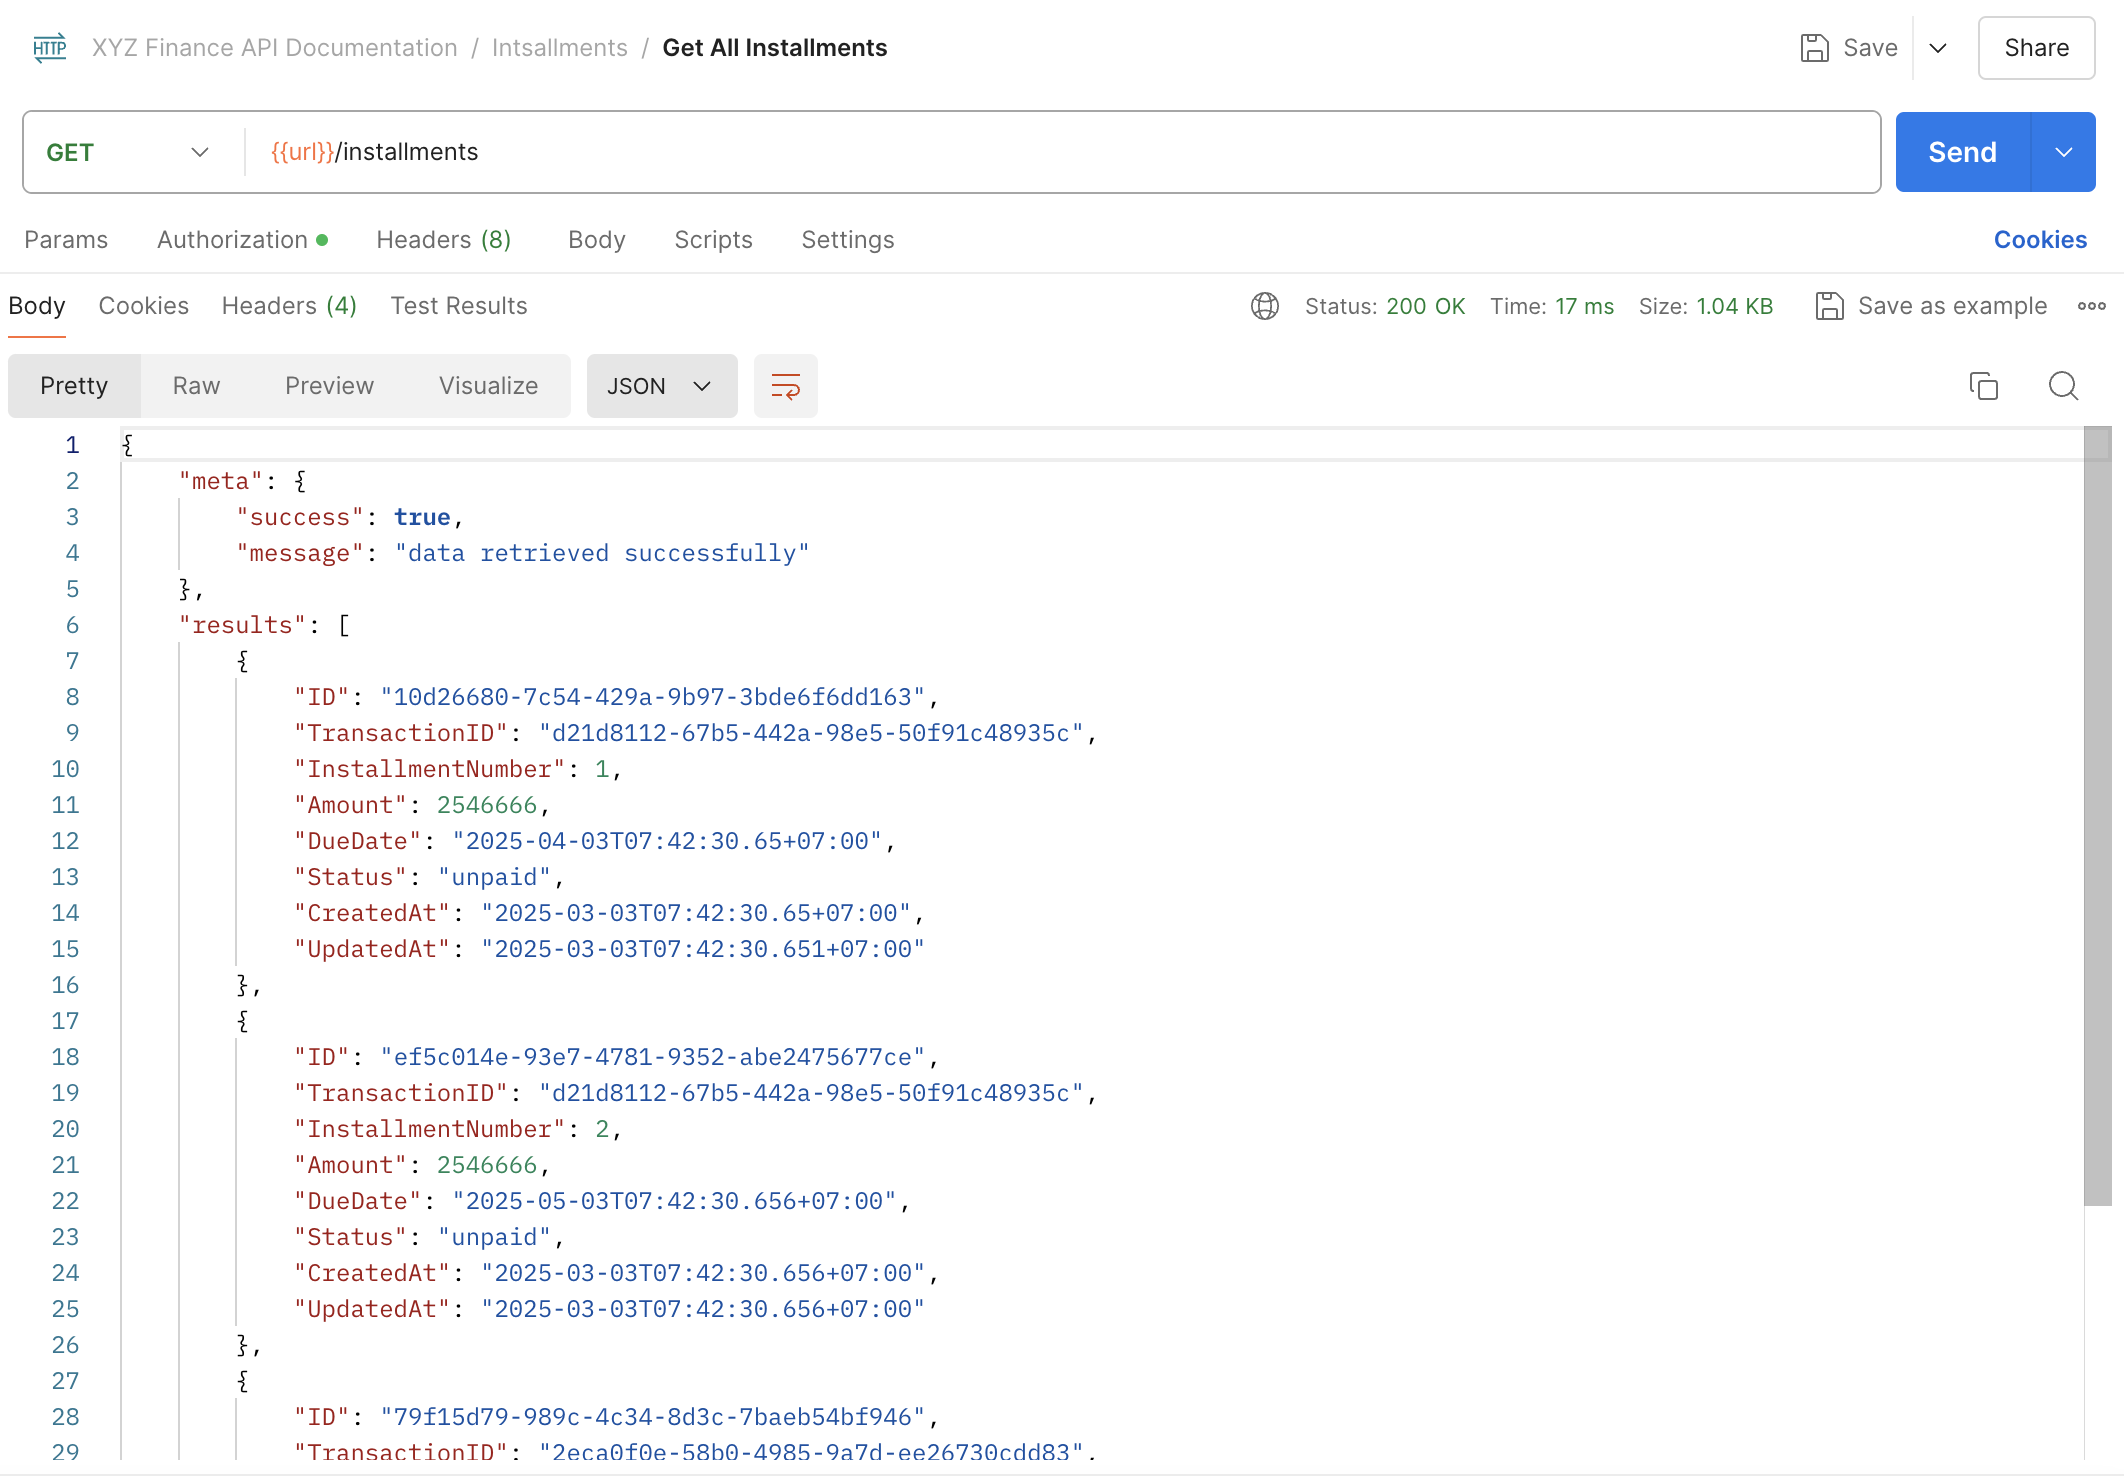 HTTP XYZ Finance API Documentation / Intsallments / Get All Installments Save Share
GET {{url}}/installments Send
Params Authorization Headers (8) Body Scripts Settings Cookies
Body Cookies Headers (4) Test Results Status: 200 OK Time: 17 ms Size: 1.04 KB Save as example
Pretty Raw Preview Visualize JSON
1 {
2 "meta": {
3 "success": true,
4 "message": "data retrieved successfully"
5 },
6 "results": [
7 {
8 "ID": "10d26680-7c54-429a-9b97-3bde6f6dd163",
9 "TransactionID": "d21d8112-67b5-442a-98e5-50f91c48935c",
10 "InstallmentNumber": 1,
11 "Amount": 2546666,
12 "DueDate": "2025-04-03T07:42:30.65+07:00",
13 "Status": "unpaid",
14 "CreatedAt": "2025-03-03T07:42:30.65+07:00",
15 "UpdatedAt": "2025-03-03T07:42:30.651+07:00"
16 },
17 {
18 "ID": "ef5c014e-93e7-4781-9352-abe2475677ce",
19 "TransactionID": "d21d8112-67b5-442a-98e5-50f91c48935c",
20 "InstallmentNumber": 2,
21 "Amount": 2546666,
22 "DueDate": "2025-05-03T07:42:30.656+07:00",
23 "Status": "unpaid",
24 "CreatedAt": "2025-03-03T07:42:30.656+07:00",
25 "UpdatedAt": "2025-03-03T07:42:30.656+07:00"
26 },
27 {
28 "ID": "79f15d79-989c-4c34-8d3c-7baeb54bf946",
29 "TransactionID": "2eca0f0e-58b0-4985-9a7d-ee26730cdd83",